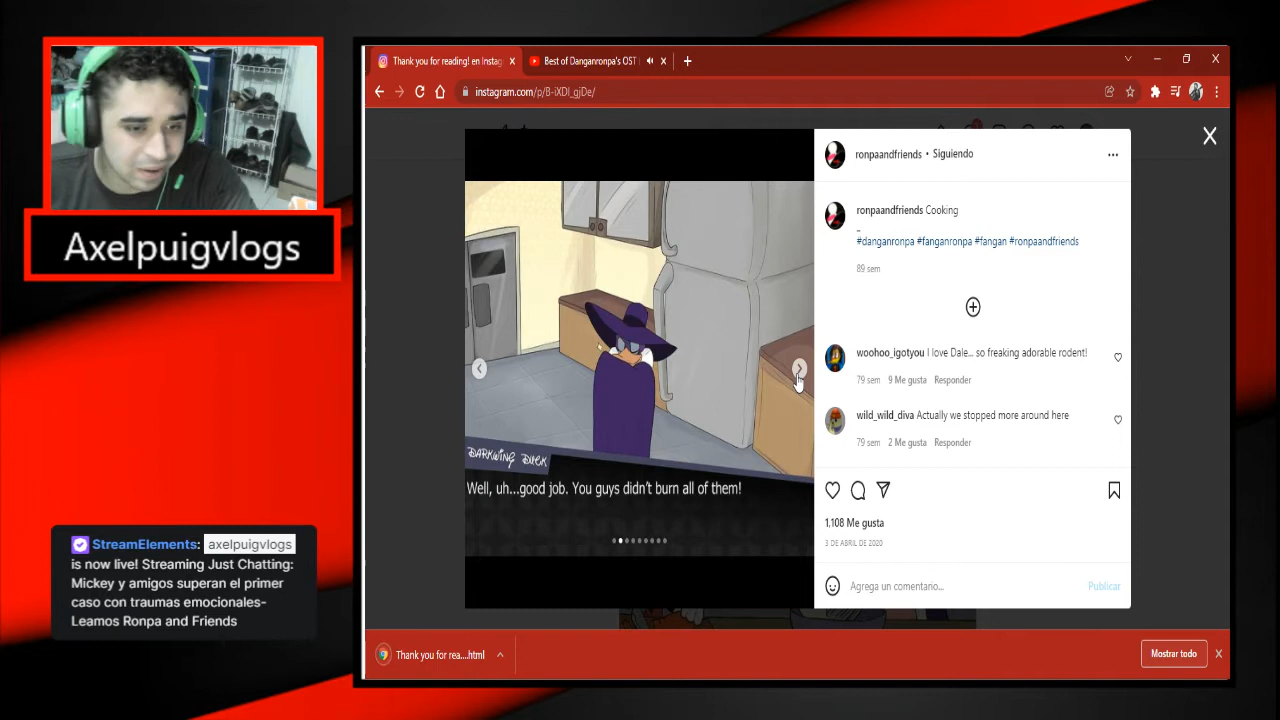 Thank you for reading! en Instag
Best of Danganronpa's OST
instagram.com/p/B-iXDI_gjDe/
ronpaandfriends • Siguiendo
ronpaandfriends Cooking
_
#danganronpa #fanganronpa #fangan #ronpaandfriends
89 sem
woohoo_igotyou I love Dale... so freaking adorable rodent!
79 sem 9 Me gusta Responder
wild_wild_diva Actually we stopped more around here
79 sem 2 Me gusta Responder
1,108 Me gusta
3 DE ABRIL DE 2020
Agrega un comentario... Publicar
DARKWING DUCK
Well, uh...good job. You guys didn't burn all of them!
Axelpuigvlogs
StreamElements: axelpuigvlogs
is now live! Streaming Just Chatting:
Mickey y amigos superan el primer
caso con traumas emocionales-
Leamos Ronpa and Friends
Thank you for rea....html
Mostrar todo